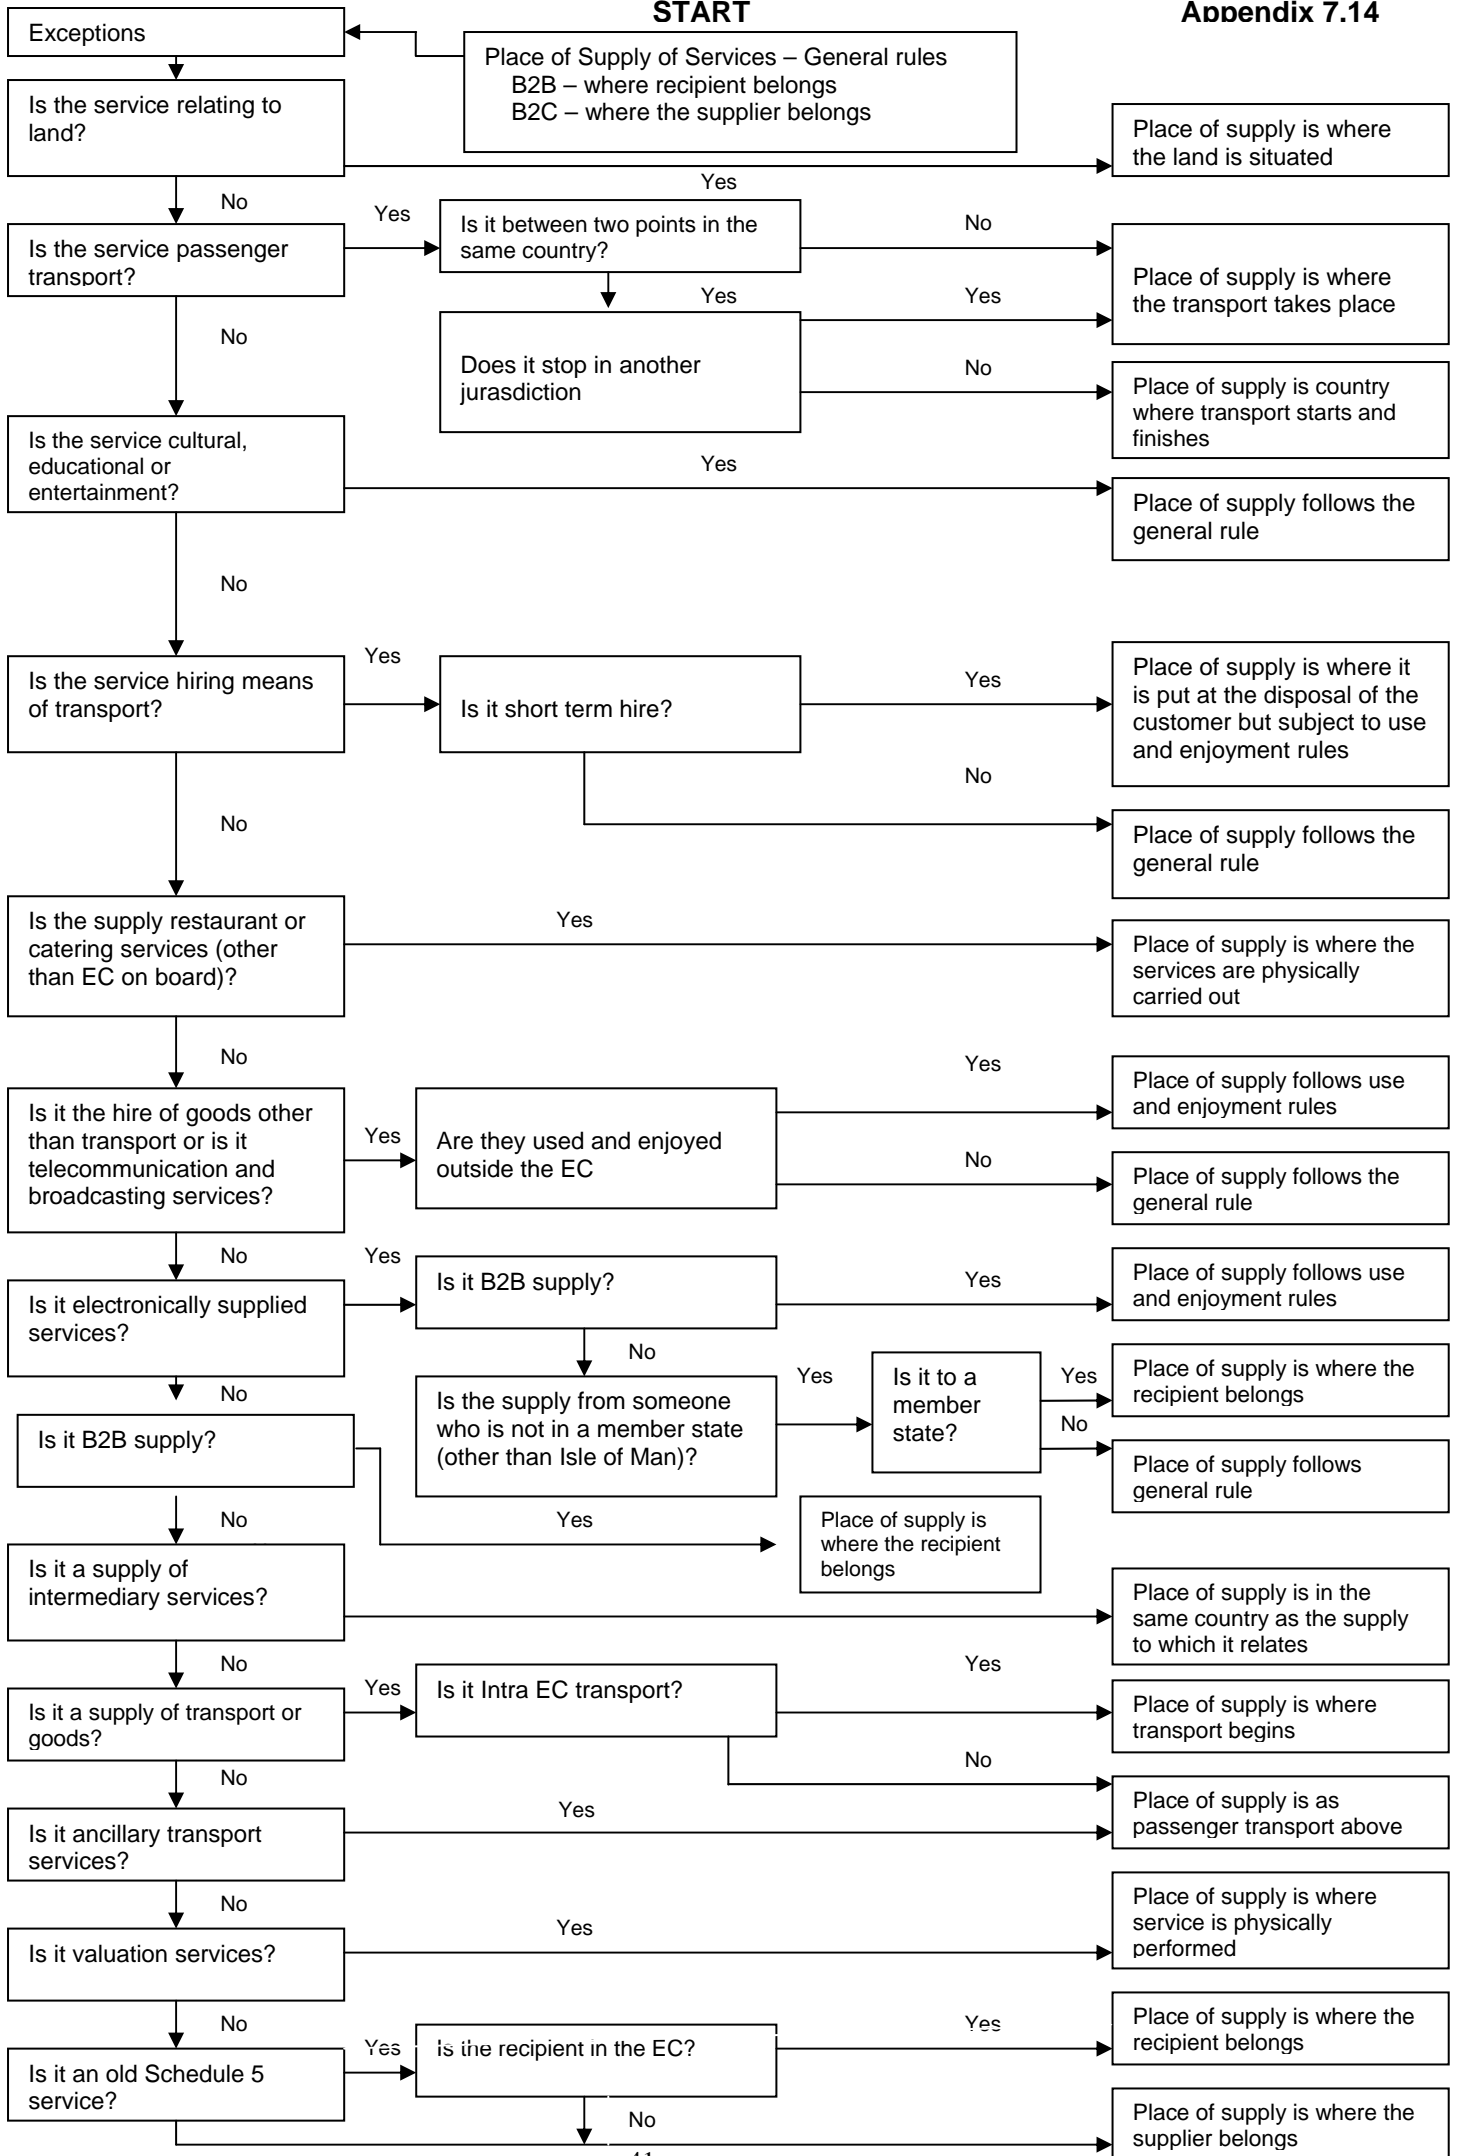 START
Appendix 7.14
Exceptions
Place of Supply of Services – General rules
B2B – where recipient belongs
B2C – where the supplier belongs
Is the service relating to
land?
Place of supply is where
the land is situated
Yes
No
Is the service passenger
transport?
Yes
Is it between two points in the
same country?
No
Place of supply is where
the transport takes place
Yes
Yes
No
Does it stop in another
jurasdiction
No
Place of supply is country
where transport starts and
finishes
Is the service cultural,
educational or
entertainment?
Yes
Place of supply follows the
general rule
No
Is the service hiring means
of transport?
Yes
Is it short term hire?
Yes
Place of supply is where it
is put at the disposal of the
customer but subject to use
and enjoyment rules
No
No
Place of supply follows the
general rule
Is the supply restaurant or
catering services (other
than EC on board)?
Yes
Place of supply is where the
services are physically
carried out
No
Is it the hire of goods other
than transport or is it
telecommunication and
broadcasting services?
Yes
Are they used and enjoyed
outside the EC
Yes
Place of supply follows use
and enjoyment rules
No
Place of supply follows the
general rule
No
Is it electronically supplied
services?
Yes
Is it B2B supply?
Yes
Place of supply follows use
and enjoyment rules
No
No
Is the supply from someone
who is not in a member state
(other than Isle of Man)?
Yes
Is it to a
member
state?
Yes
Place of supply is where the
recipient belongs
No
Place of supply follows
general rule
Is it B2B supply?
Yes
Place of supply is
where the recipient
belongs
No
Is it a supply of
intermediary services?
Place of supply is in the
same country as the supply
to which it relates
No
Is it a supply of transport or
goods?
Yes
Is it Intra EC transport?
Yes
Place of supply is where
transport begins
No
No
Place of supply is as
passenger transport above
Is it ancillary transport
services?
Yes
No
Is it valuation services?
Yes
Place of supply is where
service is physically
performed
No
Is it an old Schedule 5
service?
Yes
Is the recipient in the EC?
Yes
Place of supply is where the
recipient belongs
No
Place of supply is where the
supplier belongs
41